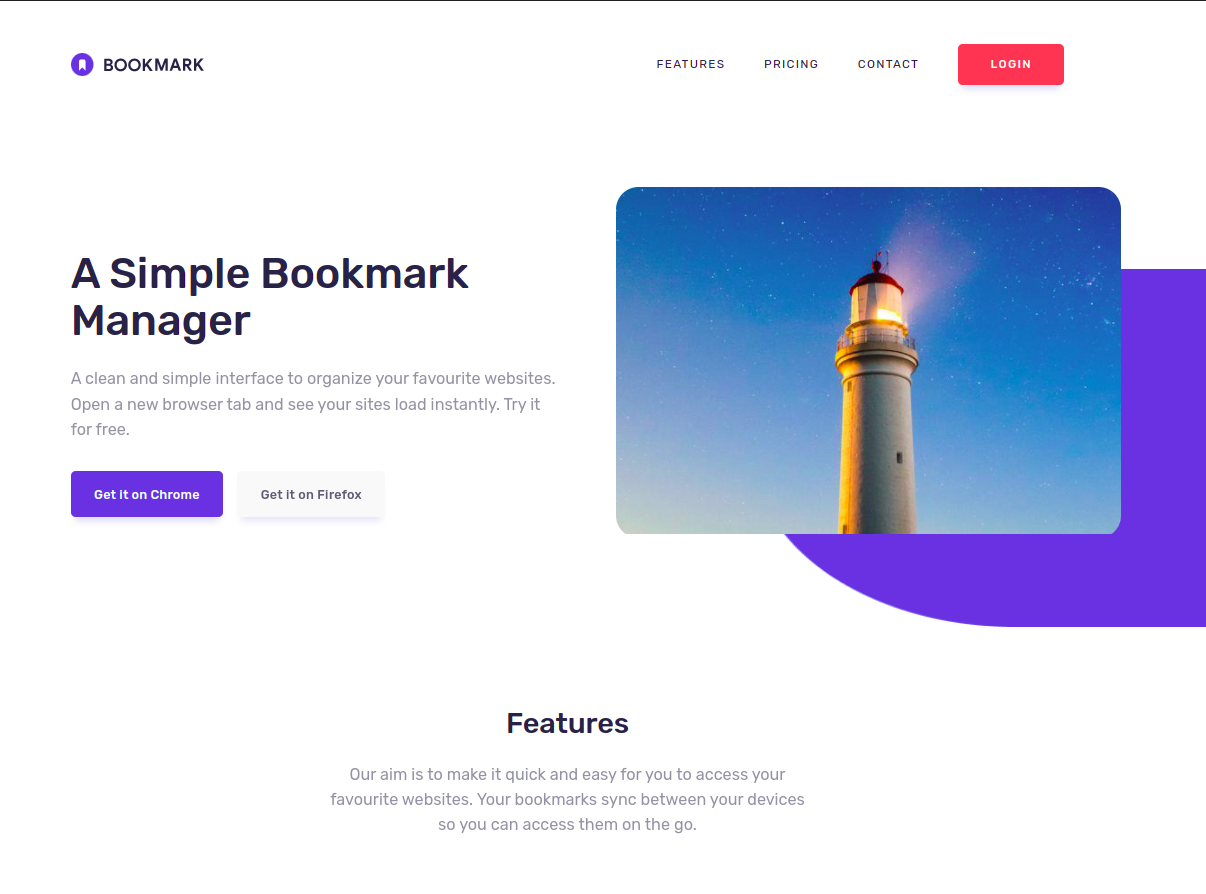 BOOKMARK
FEATURES PRICING CONTACT LOGIN
A Simple Bookmark
Manager
A clean and simple interface to organize your favourite websites.
Open a new browser tab and see your sites load instantly. Try it
for free.
Get it on Chrome Get it on Firefox
Features
Our aim is to make it quick and easy for you to access your
favourite websites. Your bookmarks sync between your devices
so you can access them on the go.